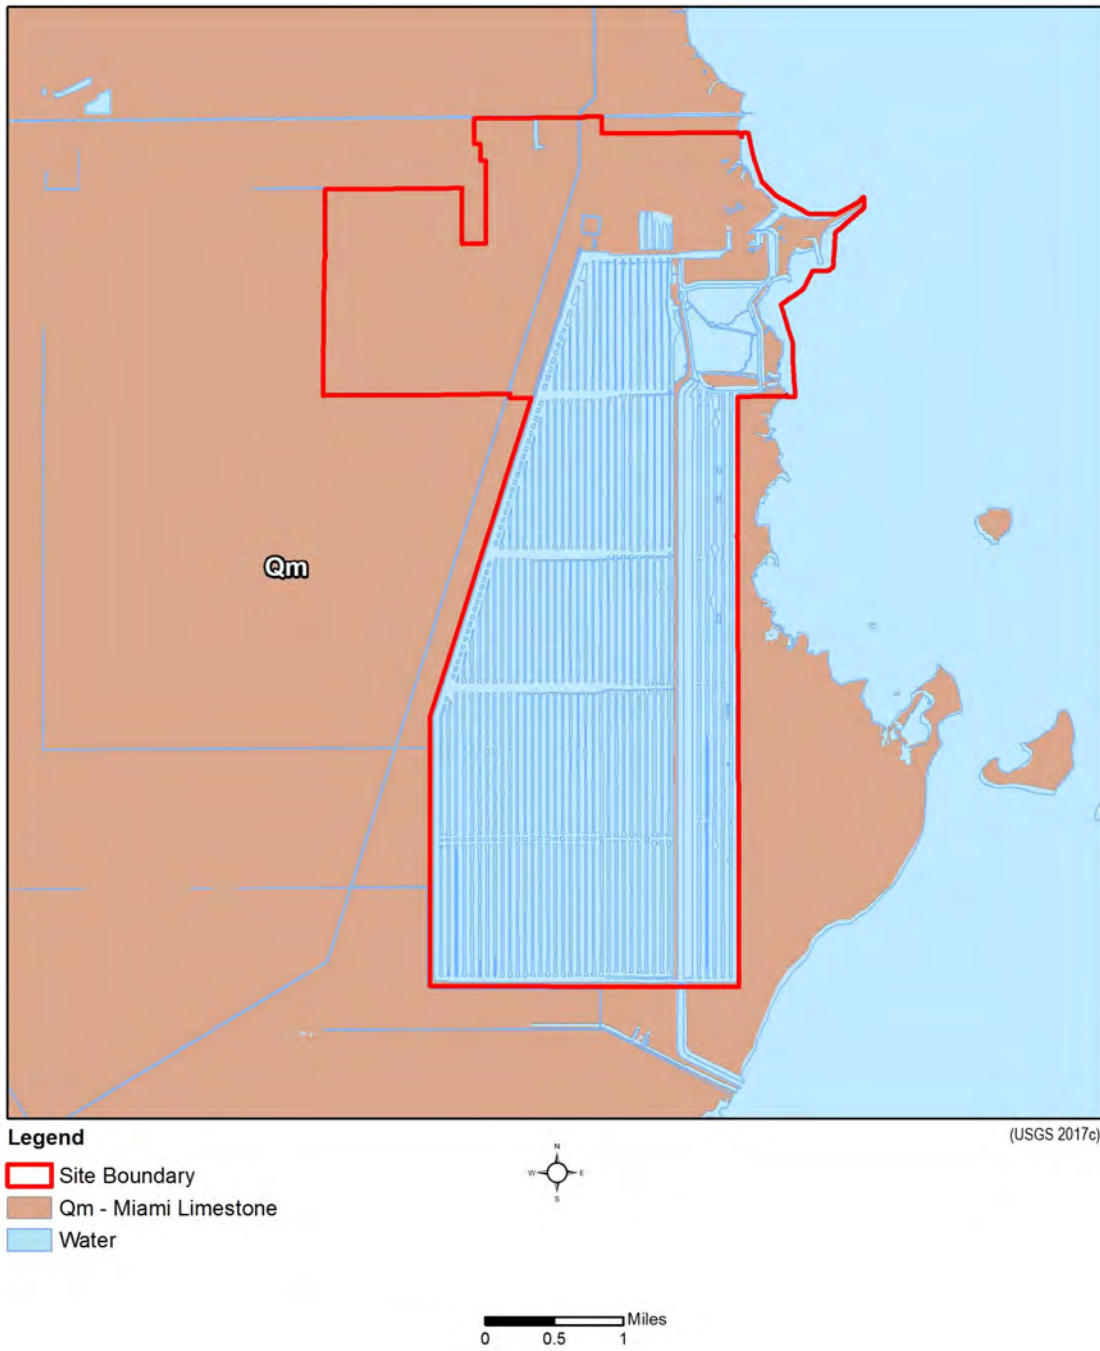 Qm
Legend
(USGS 2017c)
Site Boundary
Qm - Miami Limestone
Water
N
W E
S
Miles
0 0.5 1